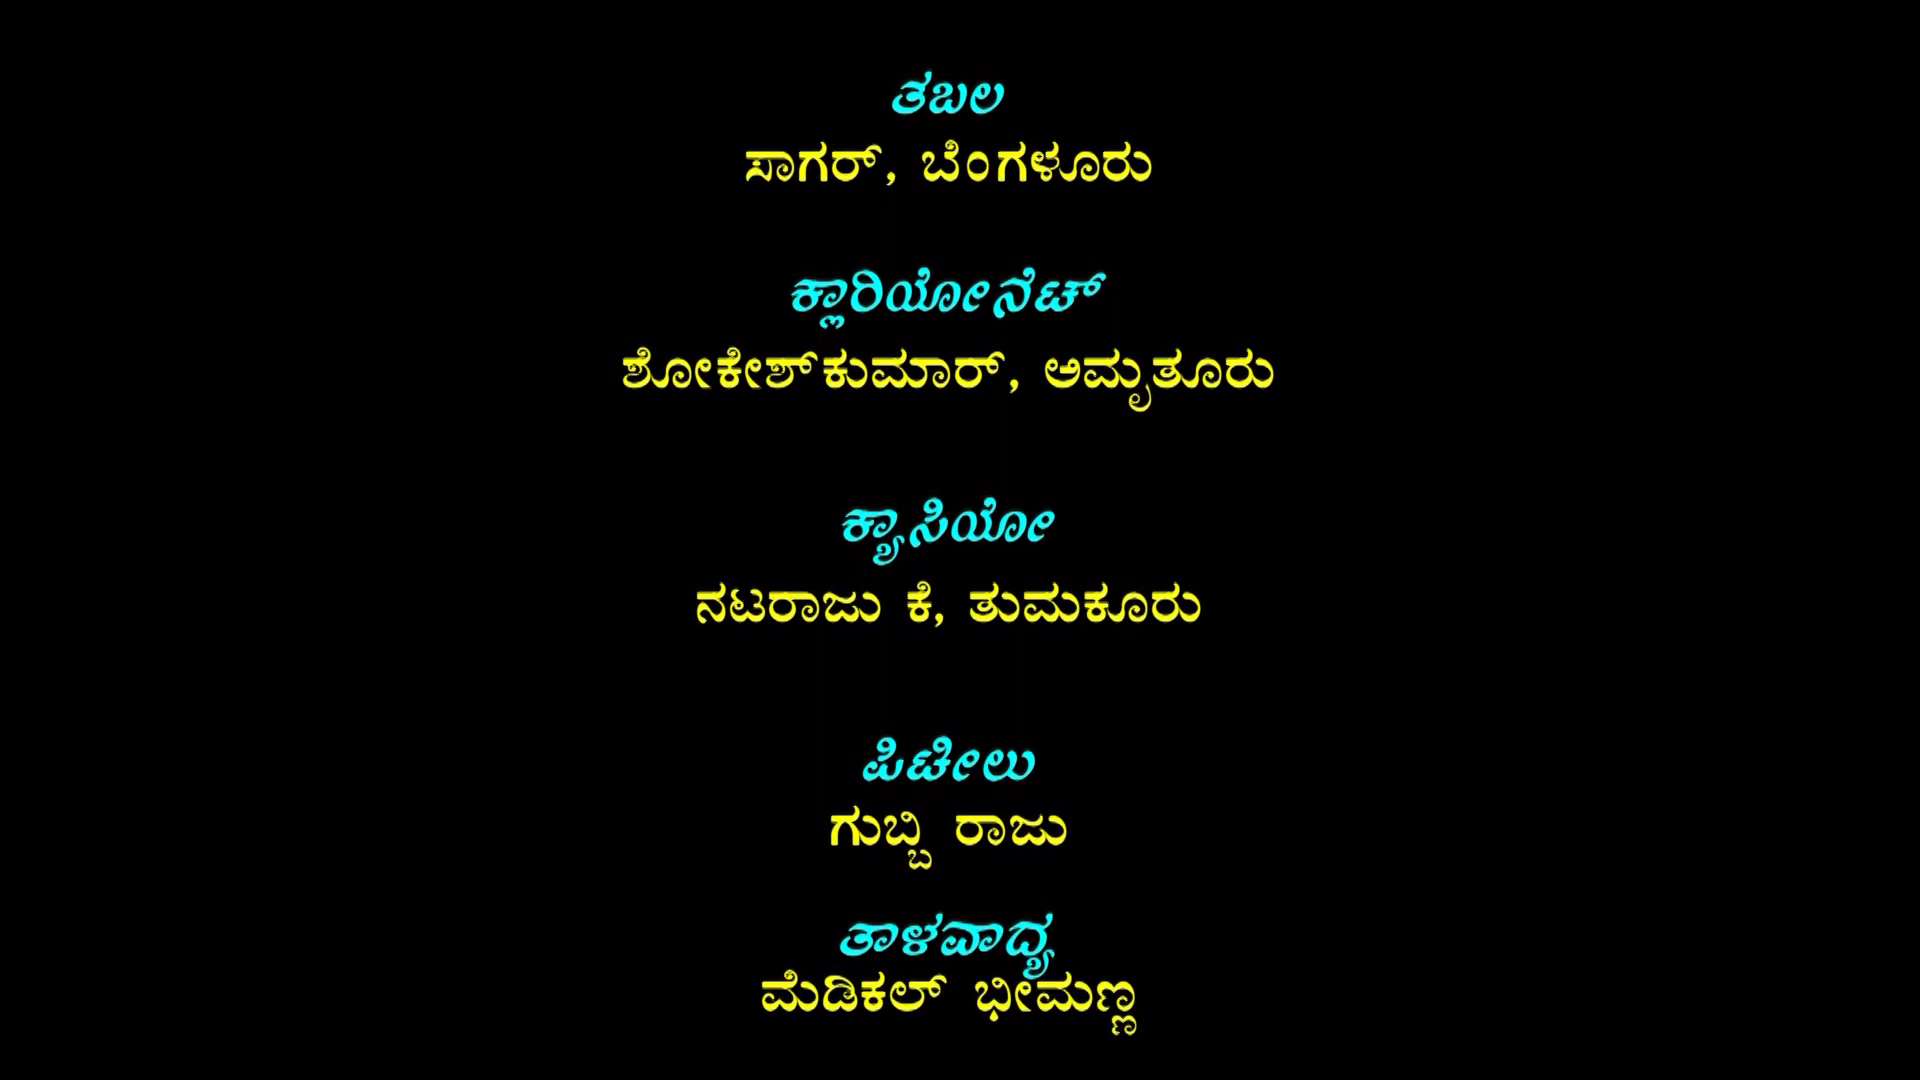 ತಬಲ
ಸಾಗರ್, ಬೆಂಗಳೂರು
ಕ್ಲಾರಿಯೋನೆಟ್
ಶೋಕೇಶ್‌ಕುಮಾರ್, ಅಮೃತೂರು
ಕ್ಯಾಸಿಯೋ
ನಟರಾಜು ಕೆ, ತುಮಕೂರು
ಪಿಟೀಲು
ಗುಬ್ಬಿ ರಾಜು
ತಾಳವಾದ್ಯ
ಮೆಡಿಕಲ್ ಭೀಮಣ್ಣ